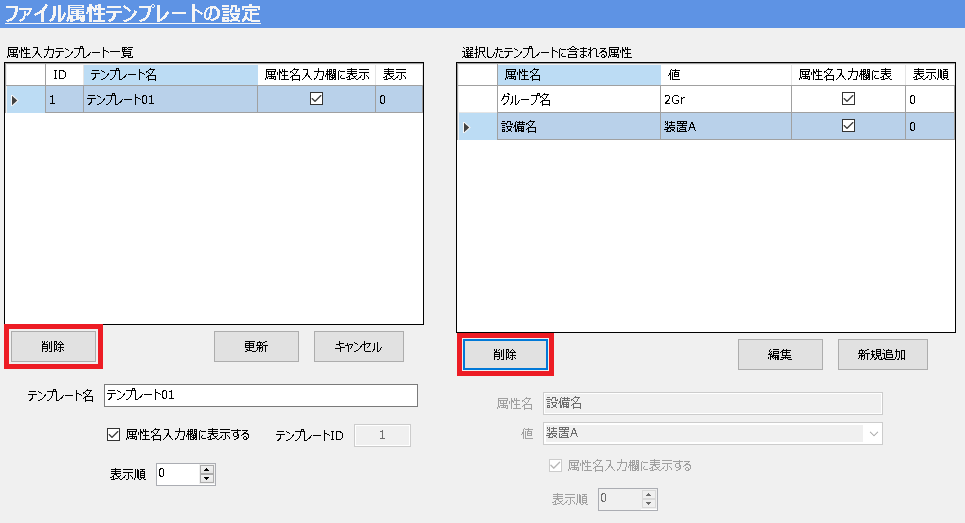 ファイル属性テンプレートの設定
属性入力テンプレート一覧
ID テンプレート名 属性名入力欄に表示 表示
1 テンプレート01 0
削除 更新 キャンセル
テンプレート名 テンプレート01
属性名入力欄に表示する テンプレートID 1
表示順 0
選択したテンプレートに含まれる属性
属性名 値 属性名入力欄に表 表示順
グループ名 2Gr 0
設備名 装置A 0
削除 編集 新規追加
属性名 設備名
値 装置A
属性名入力欄に表示する
表示順 0